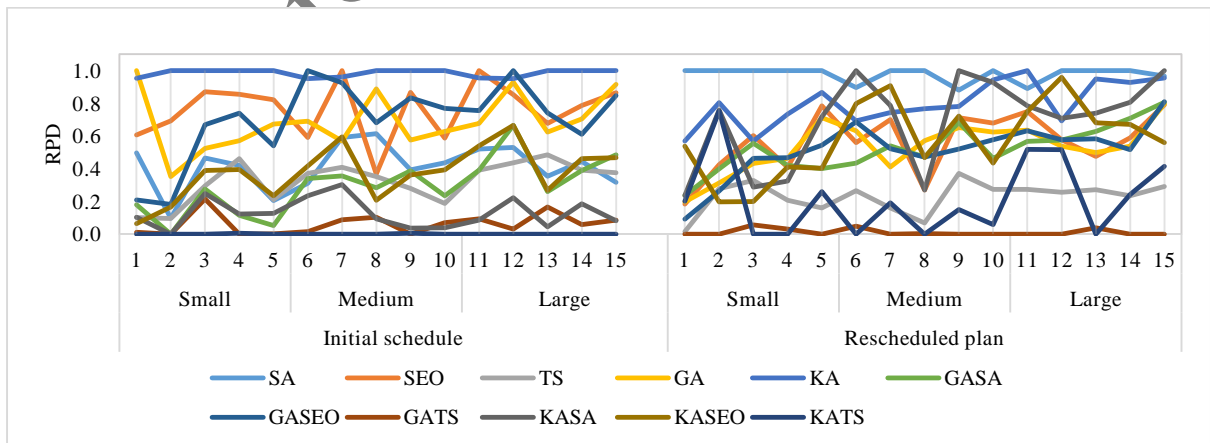 1.0
0.8
0.6
0.4
0.2
0.0
RPD
1 2 3 4 5 6 7 8 9 10 11 12 13 14 15 1 2 3 4 5 6 7 8 9 10 11 12 13 14 15
Small Medium Large Small Medium Large
Initial schedule Rescheduled plan
SA SEO TS GA KA GASA
GASEO GATS KASA KASEO KATS